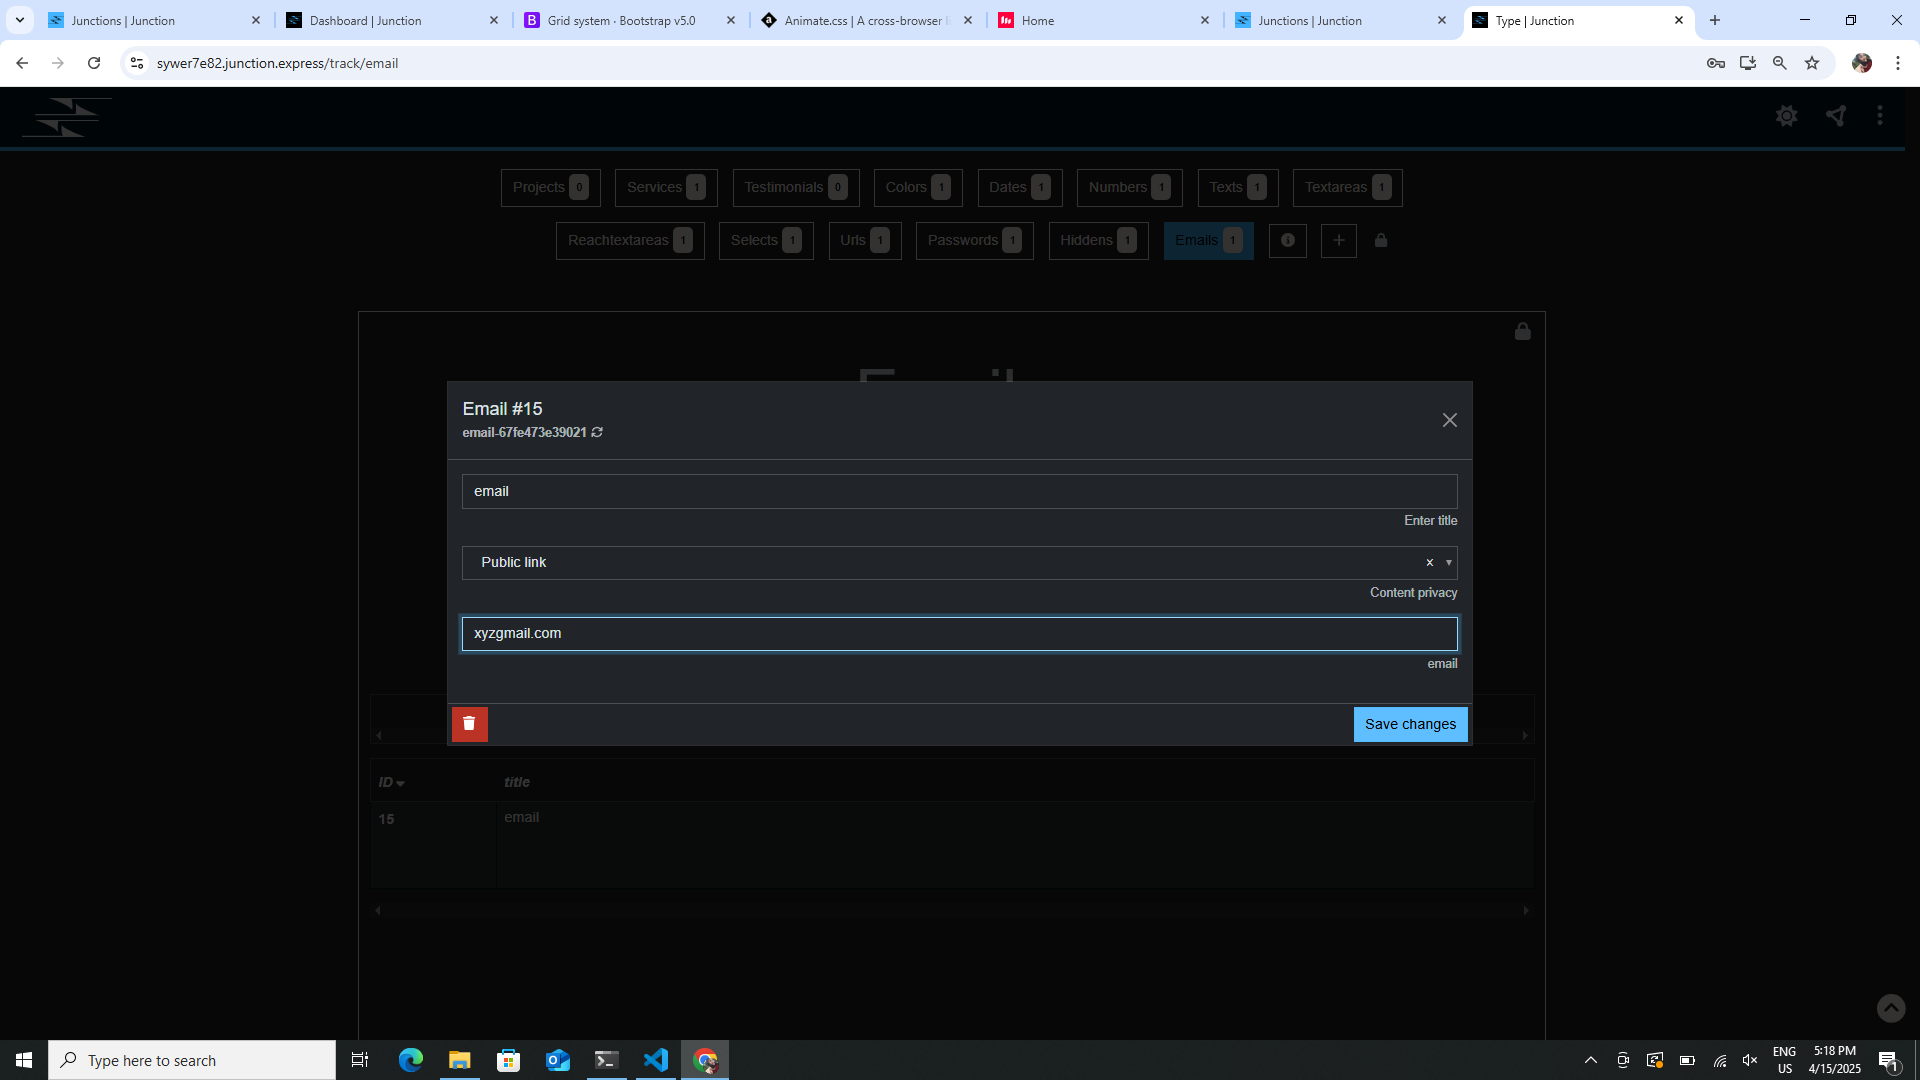 Junctions | Junction
Dashboard | Junction
Grid system · Bootstrap v5.0
Animate.css | A cross-browser
Home
Junctions | Junction
Type | Junction
sywer7e82.junction.express/track/email
Projects 0
Services 1
Testimonials 0
Colors 1
Dates 1
Numbers 1
Texts 1
Textareas 1
Reachtextareas 1
Selects 1
Urls 1
Passwords 1
Hiddens 1
Emails 1
Email #15
email-67fe473e39021
email
Enter title
Public link
x
Content privacy
xyzgmail.com
email
Save changes
ID
title
15
email
Type here to search
ENG
US
5:18 PM
4/15/2025
1